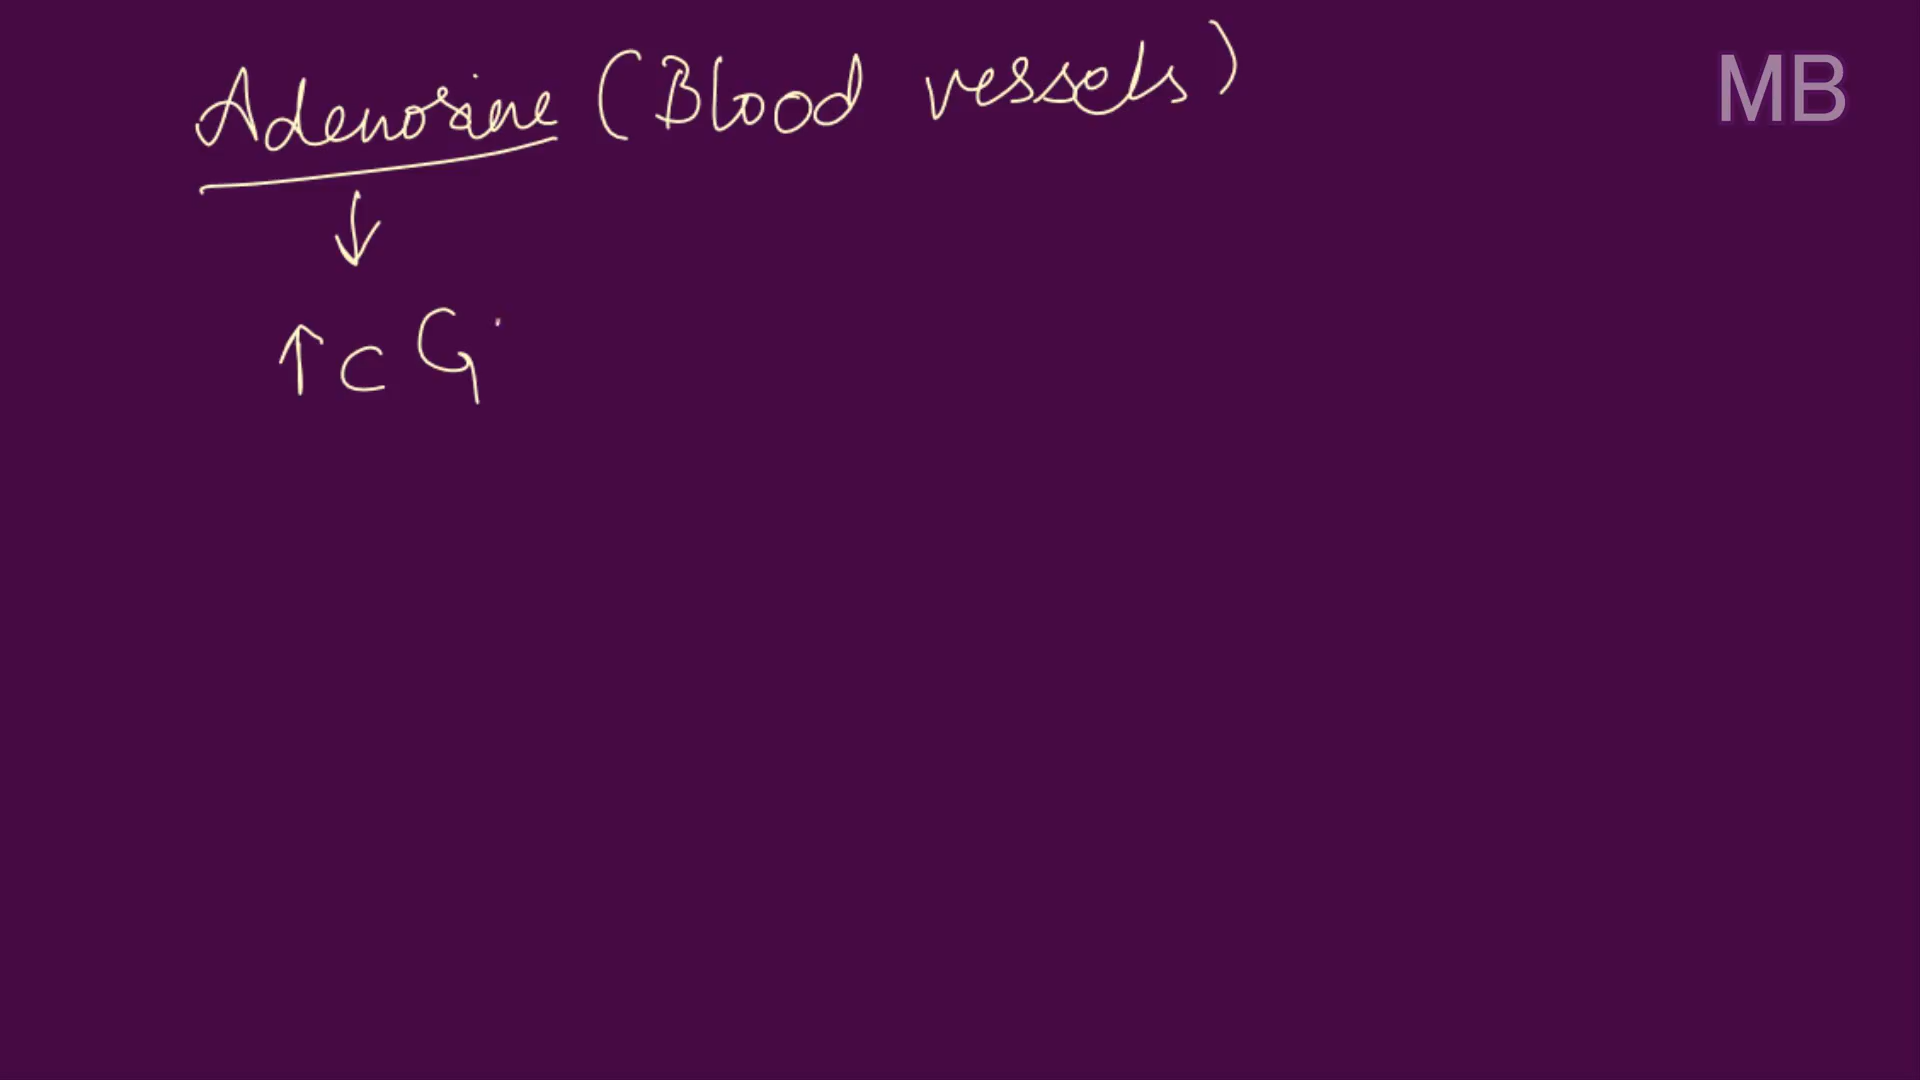 Adenosine (Blood vessels)
MB
↓
↑ c G